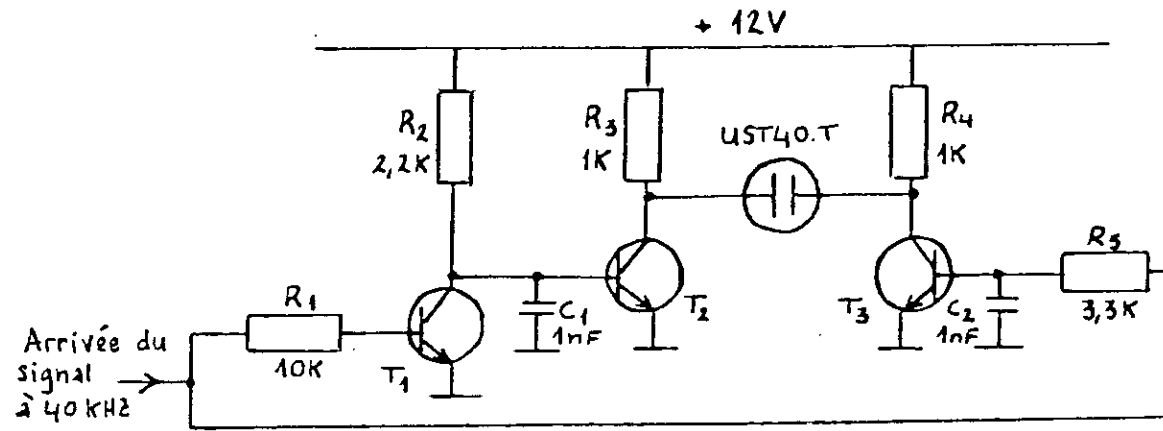 + 12V
R2
2,2K
R3
1K
UST40.T
R4
1K
R1
10K
T1
C1
1nF
T2
T3
C2
1nF
R5
3,3K
Arrivée du
signal
à 40 KHz